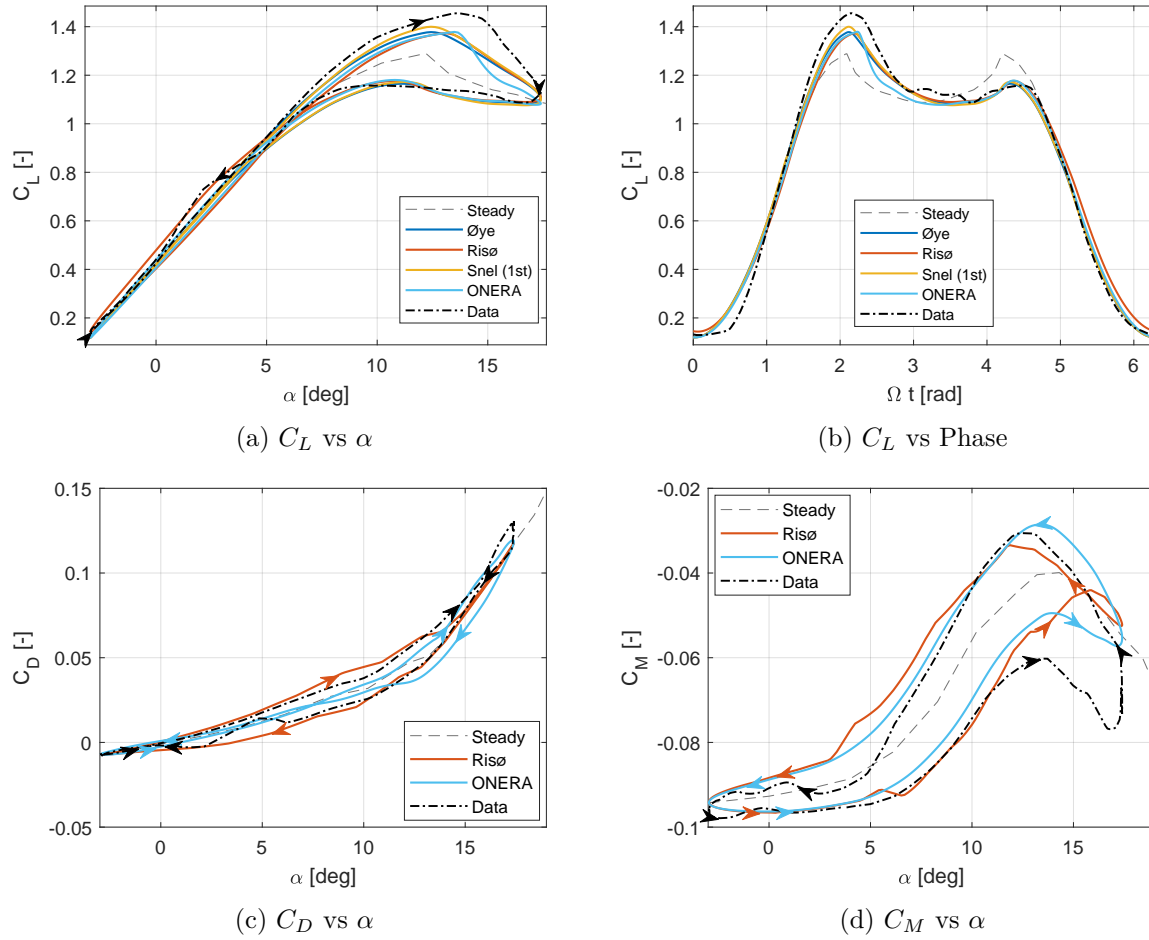 1.4
1.2
1
0.8
0.6
0.4
0.2
C_L [-]
0 5 10 15
α [deg]
Steady
Øye
Risø
Snel (1st)
ONERA
Data
(a) C_L vs α
1.4
1.2
1
0.8
0.6
0.4
0.2
C_L [-]
0 1 2 3 4 5 6
Ω t [rad]
Steady
Øye
Risø
Snel (1st)
ONERA
Data
(b) C_L vs Phase
0.15
0.1
0.05
0
-0.05
C_D [-]
0 5 10 15
α [deg]
Steady
Risø
ONERA
Data
(c) C_D vs α
-0.02
-0.04
-0.06
-0.08
-0.1
C_M [-]
0 5 10 15
α [deg]
Steady
Risø
ONERA
Data
(d) C_M vs α